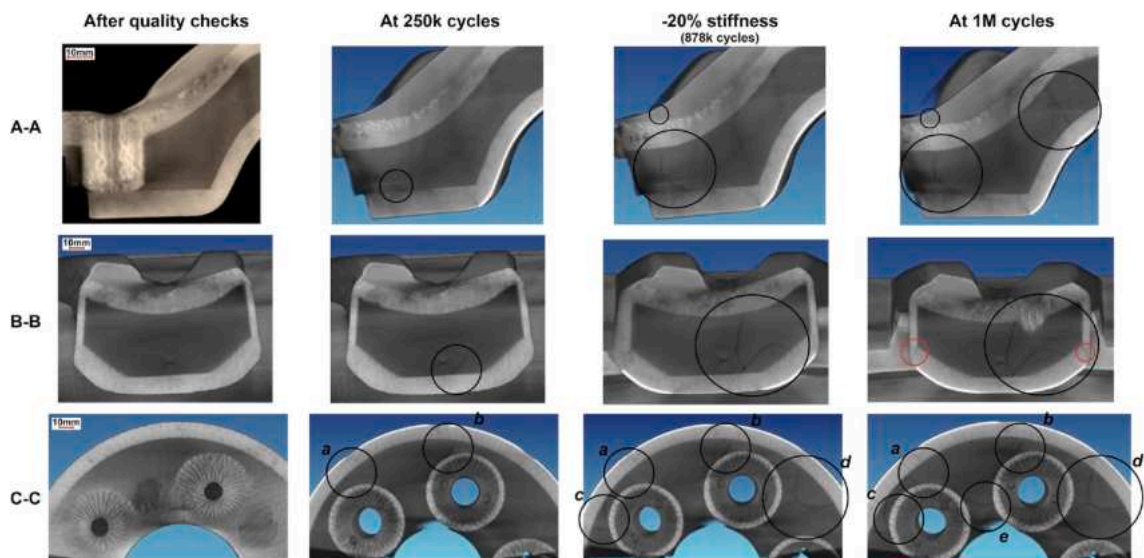 After quality checks
At 250k cycles
-20% stiffness
(878k cycles)
At 1M cycles
10mm
A-A
10mm
B-B
10mm
C-C
a
b
a
b
c
d
a
b
c
d
e